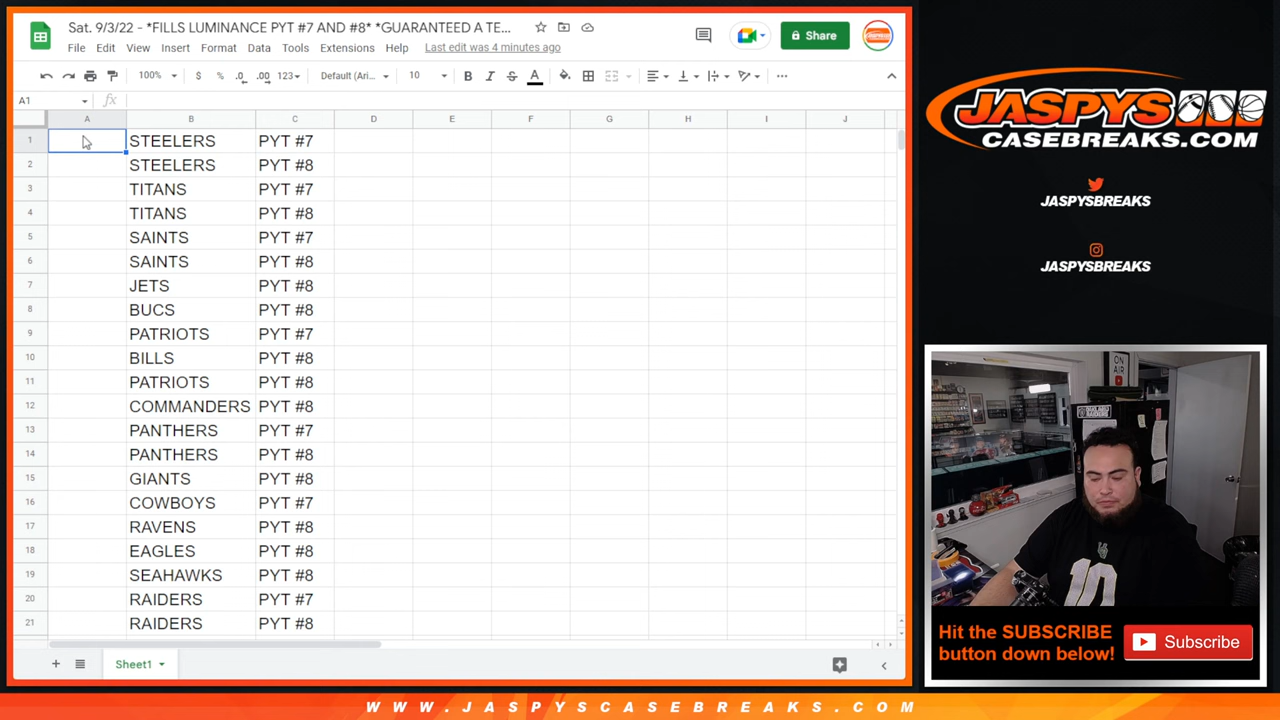 Sat. 9/3/22 - *FILLS LUMINANCE PYT #7 AND #8* *GUARANTEED A TE...
File Edit View Insert Format Data Tools Extensions Help Last edit was 4 minutes ago
Share
100% $ % .0 .00 123 Default (Ari... 10 B I S A
A1 fx
A B C D E F G H I J
1 STEELERS PYT #7
2 STEELERS PYT #8
3 TITANS PYT #7
4 TITANS PYT #8
5 SAINTS PYT #7
6 SAINTS PYT #8
7 JETS PYT #8
8 BUCS PYT #8
9 PATRIOTS PYT #7
10 BILLS PYT #8
11 PATRIOTS PYT #8
12 COMMANDERS PYT #8
13 PANTHERS PYT #7
14 PANTHERS PYT #8
15 GIANTS PYT #8
16 COWBOYS PYT #7
17 RAVENS PYT #8
18 EAGLES PYT #8
19 SEAHAWKS PYT #8
20 RAIDERS PYT #7
21 RAIDERS PYT #8
Sheet1
JASPYS
CASEBREAKS.COM
JASPYSBREAKS
JASPYSBREAKS
ON
AIR
10
Hit the SUBSCRIBE
button down below!
Subscribe
WWW.JASPYSCASEBREAKS.COM